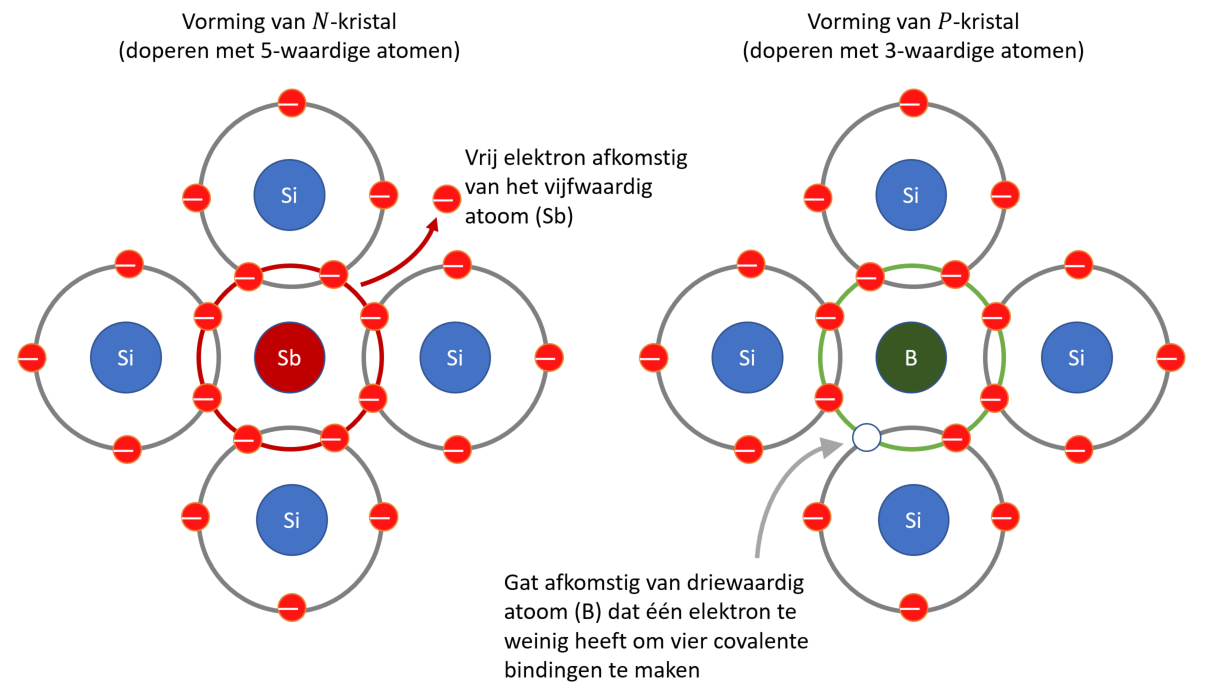 Vorming van N-kristal
(doperen met 5-waardige atomen)
Vorming van P-kristal
(doperen met 3-waardige atomen)
Si
Vrij elektron afkomstig
van het vijfwaardig
atoom (Sb)
Si
Sb
Si
Si
Si
Si
B
Si
Si
Gat afkomstig van driewaardig
atoom (B) dat één elektron te
weinig heeft om vier covalente
bindingen te maken